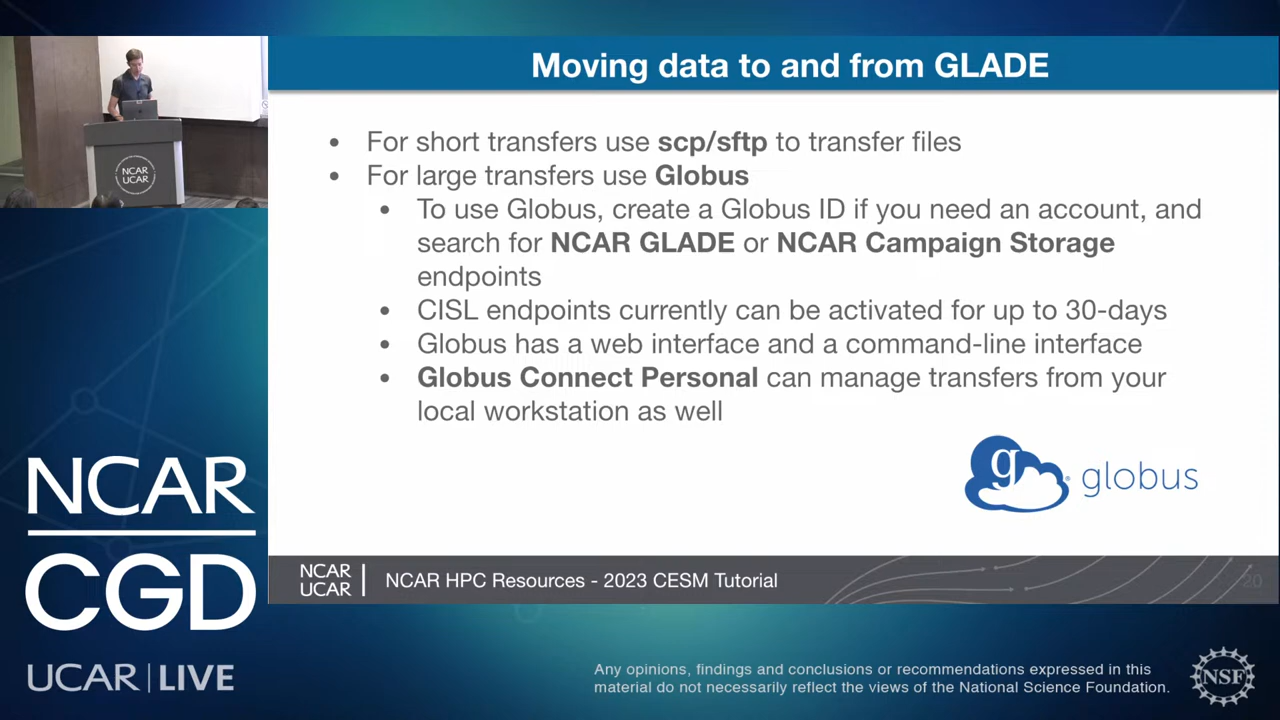 Moving data to and from GLADE
• For short transfers use scp/sftp to transfer files
• For large transfers use Globus
• To use Globus, create a Globus ID if you need an account, and
search for NCAR GLADE or NCAR Campaign Storage
endpoints
• CISL endpoints currently can be activated for up to 30-days
• Globus has a web interface and a command-line interface
• Globus Connect Personal can manage transfers from your
local workstation as well
g globus
NCAR
UCAR
NCAR HPC Resources - 2023 CESM Tutorial
20
NCAR
UCAR
NCAR
CGD
UCAR | LIVE
Any opinions, findings and conclusions or recommendations expressed in this
material do not necessarily reflect the views of the National Science Foundation.
NSF